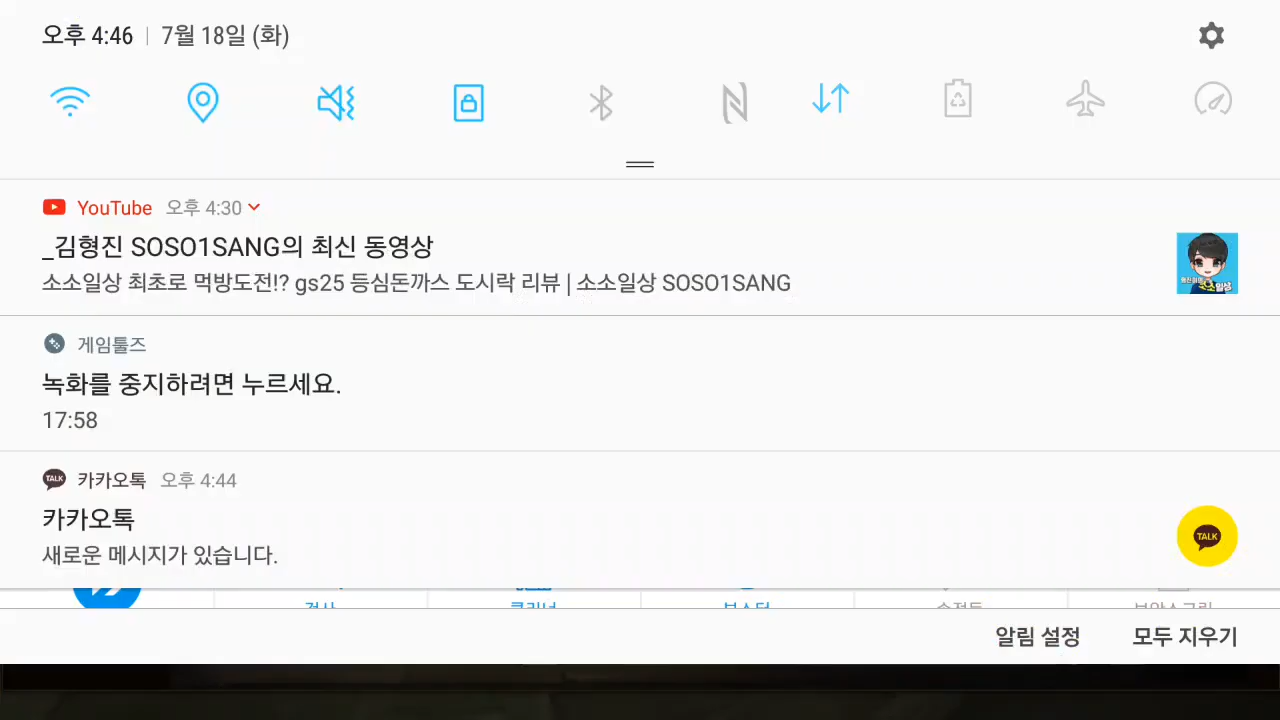 오후 4:46 | 7월 18일 (화)
YouTube 오후 4:30
_김형진 SOSO1SANG의 최신 동영상
소소일상 최초로 먹방도전!? gs25 등심돈까스 도시락 리뷰 | 소소일상 SOSO1SANG
게임툴즈
녹화를 중지하려면 누르세요.
17:58
TALK 카카오톡 오후 4:44
카카오톡
새로운 메시지가 있습니다.
TALK
알림 설정 모두 지우기